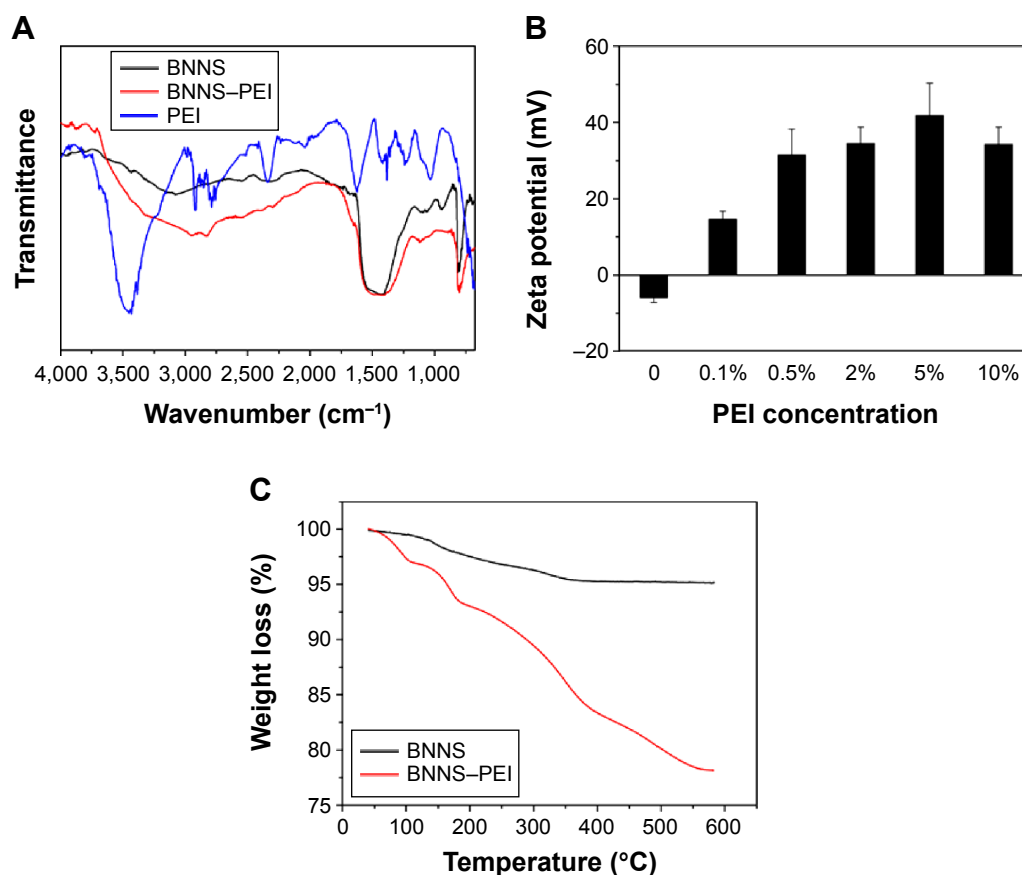 A
BNNS
BNNS–PEI
PEI
Transmittance
4,000 3,500 3,000 2,500 2,000 1,500 1,000
Wavenumber (cm⁻¹)
B
60
40
20
0
–20
Zeta potential (mV)
0 0.1% 0.5% 2% 5% 10%
PEI concentration
C
100
95
90
85
80
75
Weight loss (%)
BNNS
BNNS–PEI
0 100 200 300 400 500 600
Temperature (°C)